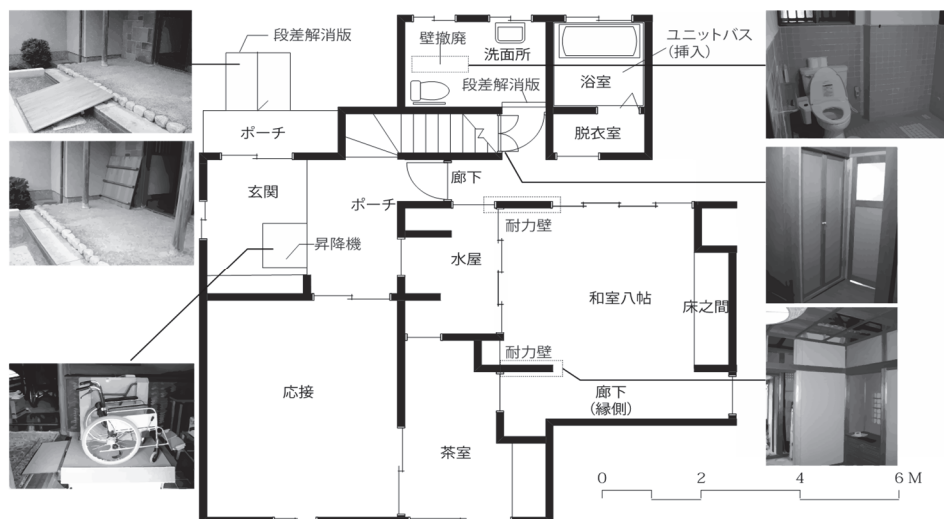 段差解消版
壁撤廃
洗面所
ユニットバス
(挿入)
浴室
段差解消版
脱衣室
ポーチ
玄関
廊下
ポーチ
昇降機
耐力壁
水屋
和室八帖
床之間
耐力壁
応接
廊下
(縁側)
茶室
0 2 4 6 M